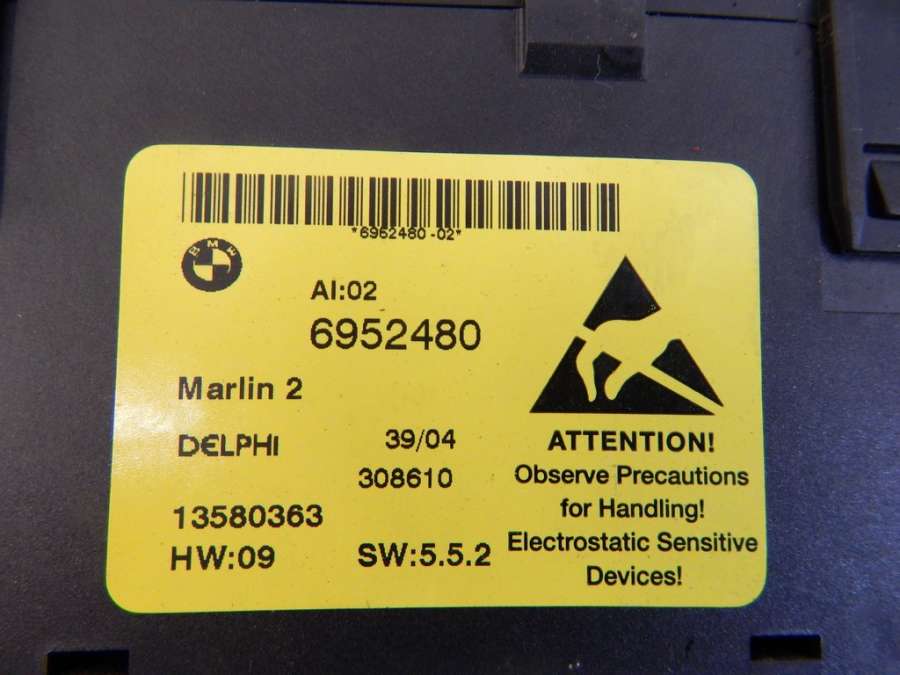 *6962480-02*
BMW
AI:02
6952480
Marlin 2
DELPHI
39/04
308610
13580363
HW:09
SW:5.5.2
ATTENTION!
Observe Precautions
for Handling!
Electrostatic Sensitive
Devices!